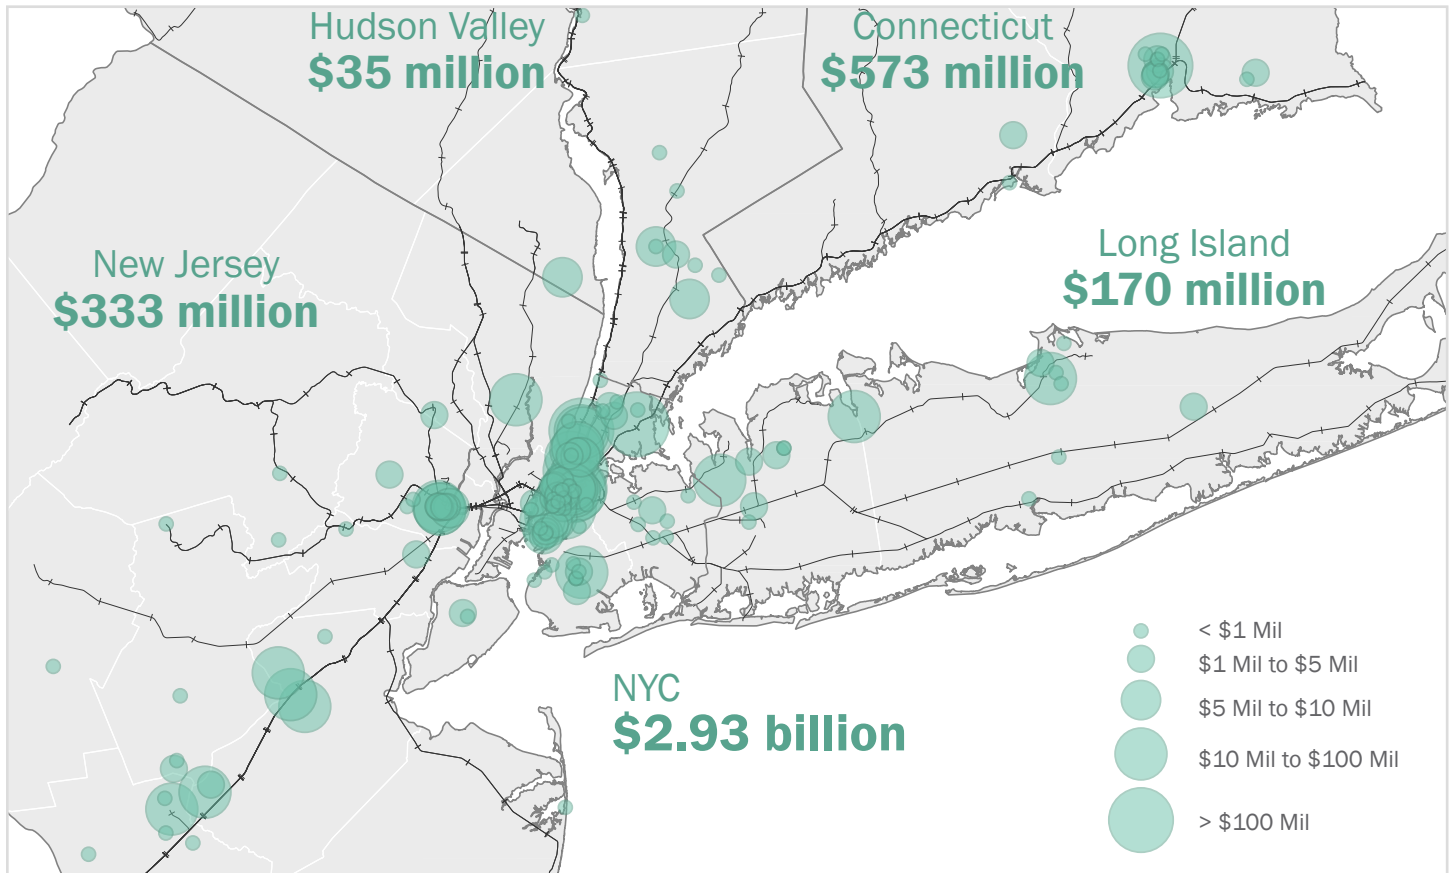 Hudson Valley
$35 million
Connecticut
$573 million
New Jersey
$333 million
Long Island
$170 million
NYC
$2.93 billion
< $1 Mil
$1 Mil to $5 Mil
$5 Mil to $10 Mil
$10 Mil to $100 Mil
> $100 Mil